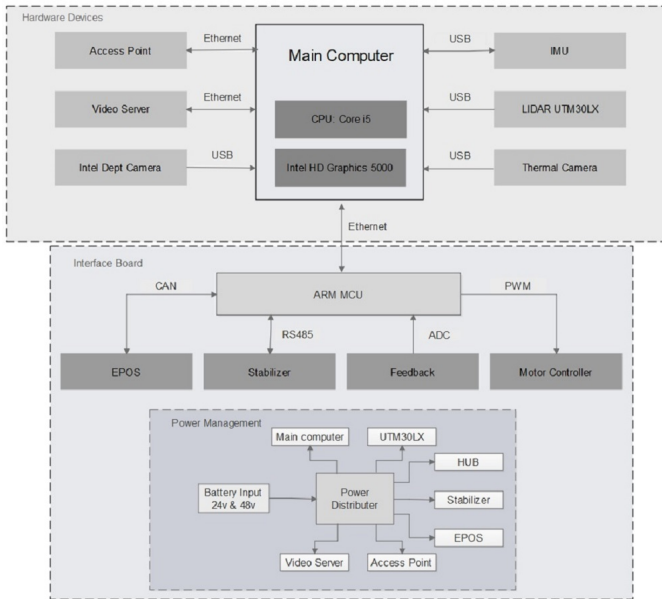 Hardware Devices
Access Point
Ethernet
Main Computer
USB
IMU
Video Server
Ethernet
CPU: Core i5
USB
LIDAR UTM30LX
Intel Dept Camera
USB
Intel HD Graphics 5000
USB
Thermal Camera
Ethernet
Interface Board
CAN
ARM MCU
PWM
RS485
ADC
EPOS
Stabilizer
Feedback
Motor Controller
Power Management
Main computer
UTM30LX
HUB
Battery Input
24v & 48v
Power
Distributer
Stabilizer
EPOS
Video Server
Access Point